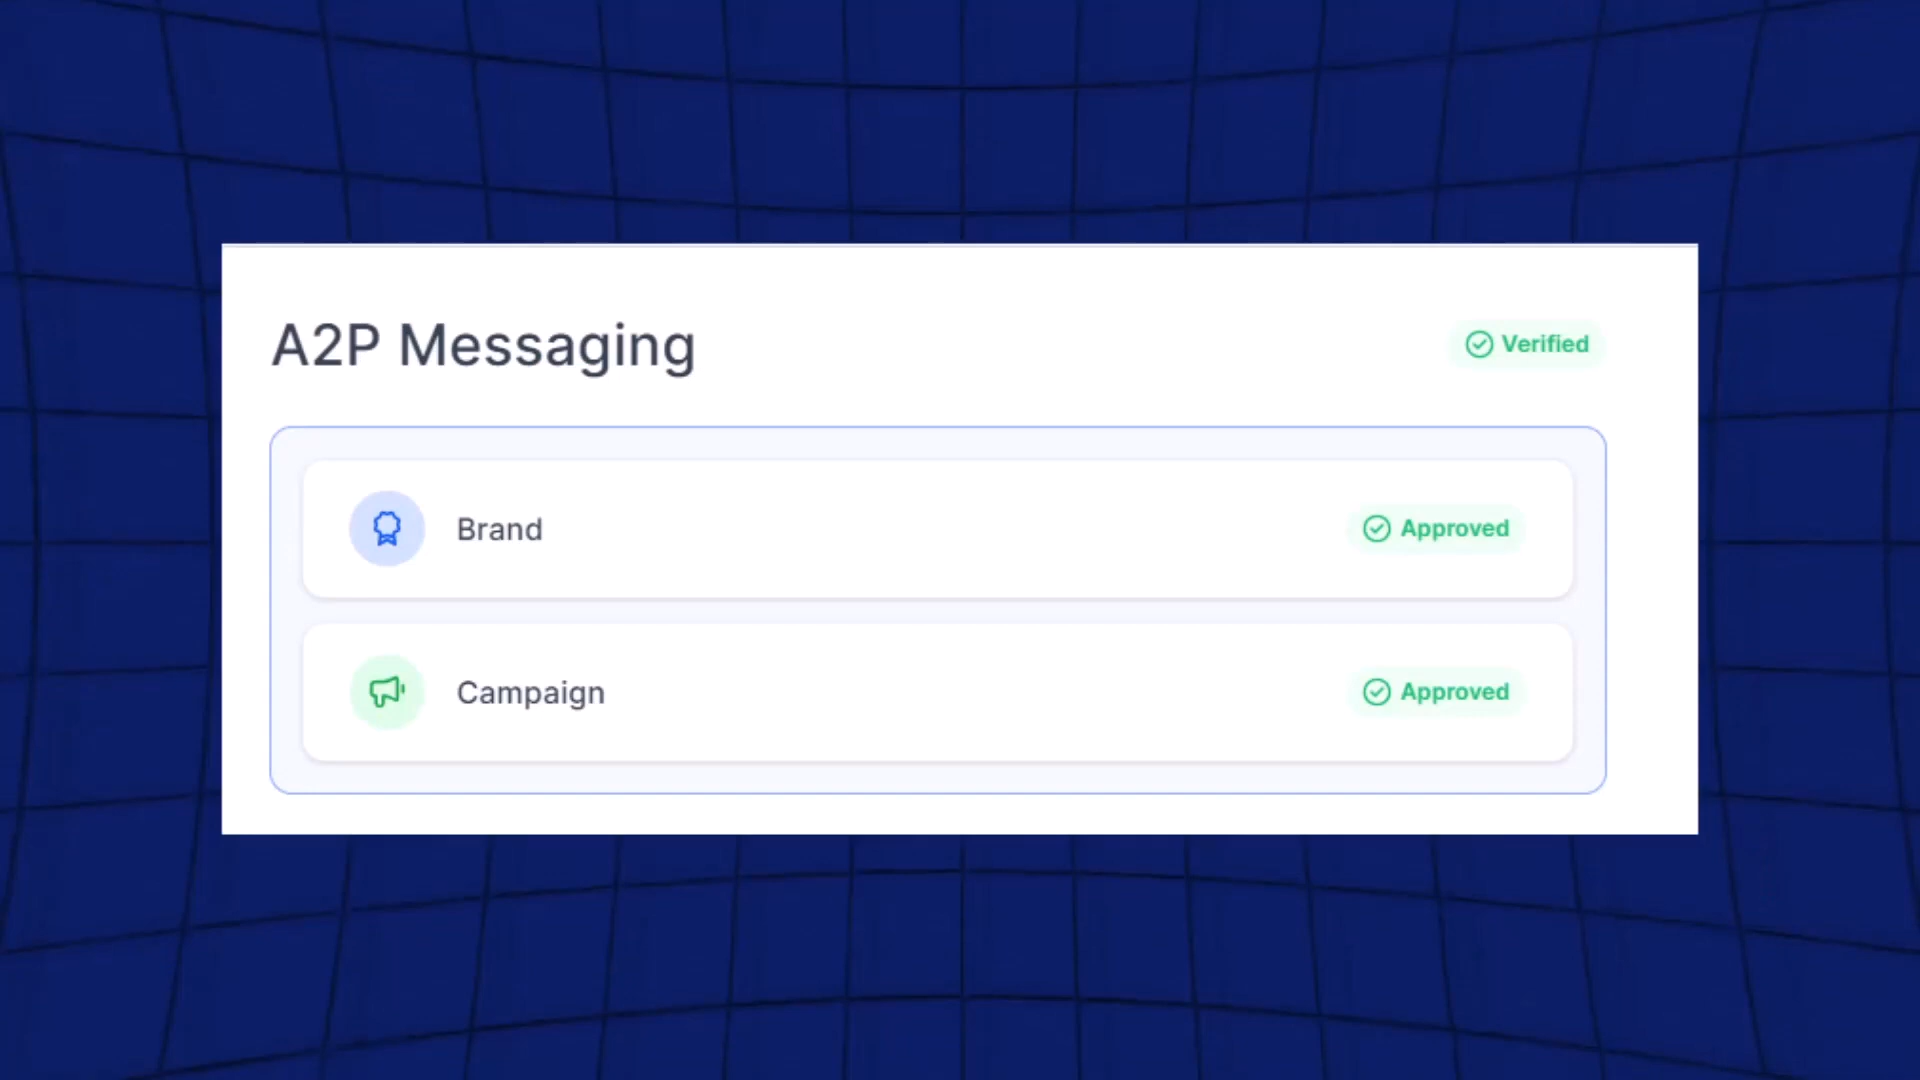 A2P Messaging
Verified
Brand
Approved
Campaign
Approved